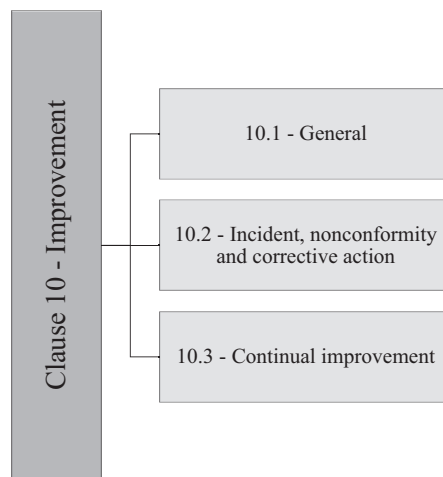 Clause 10 - Improvement
10.1 - General
10.2 - Incident, nonconformity
and corrective action
10.3 - Continual improvement